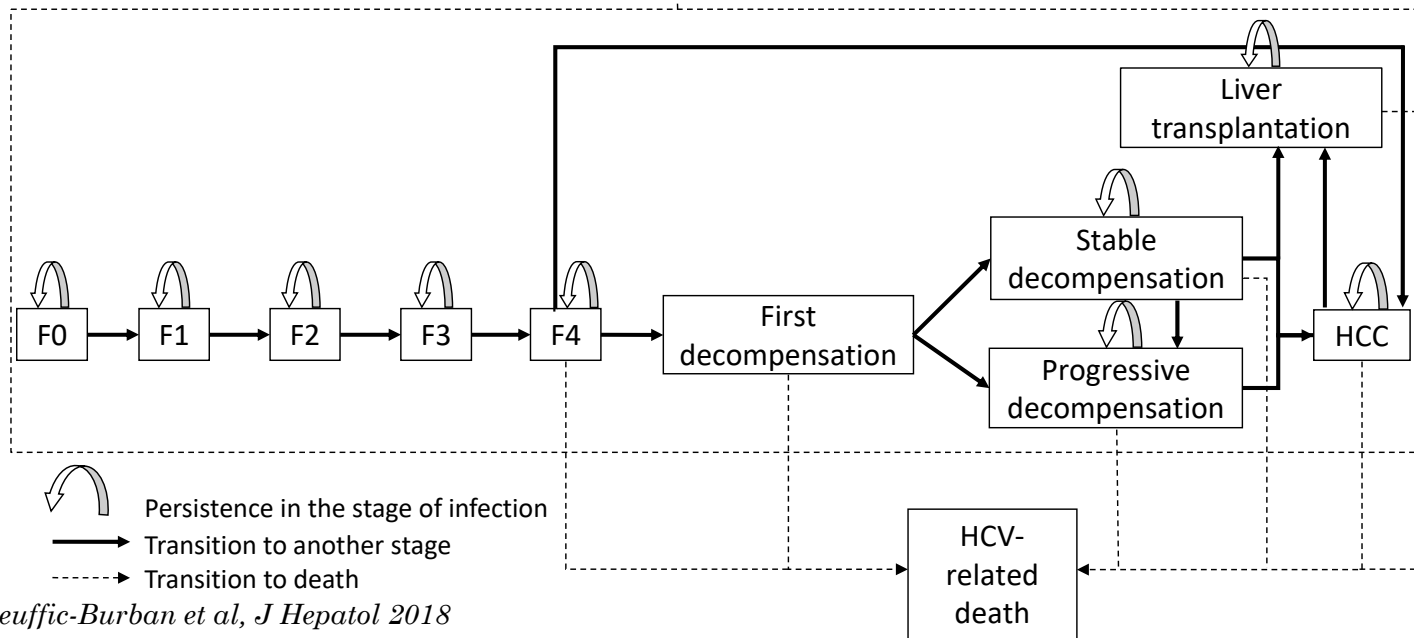 Liver
transplantation
Stable
decompensation
F0
F1
F2
F3
F4
First
decompensation
HCC
Progressive
decompensation
Persistence in the stage of infection
Transition to another stage
Transition to death
HCV-
related
death
euffic-Burban et al, J Hepatol 2018